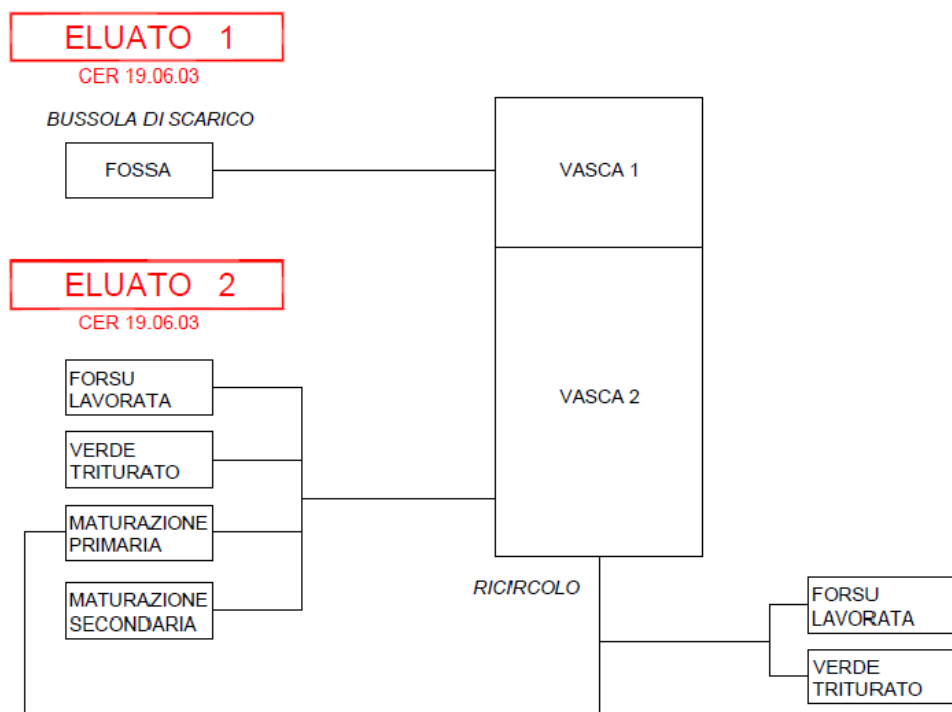 ELUATO 1
CER 19.06.03
BUSSOLA DI SCARICO
FOSSA
VASCA 1
ELUATO 2
CER 19.06.03
FORSU
LAVORATA
VERDE
TRITURATO
MATURAZIONE
PRIMARIA
MATURAZIONE
SECONDARIA
VASCA 2
RICIRCOLO
FORSU
LAVORATA
VERDE
TRITURATO